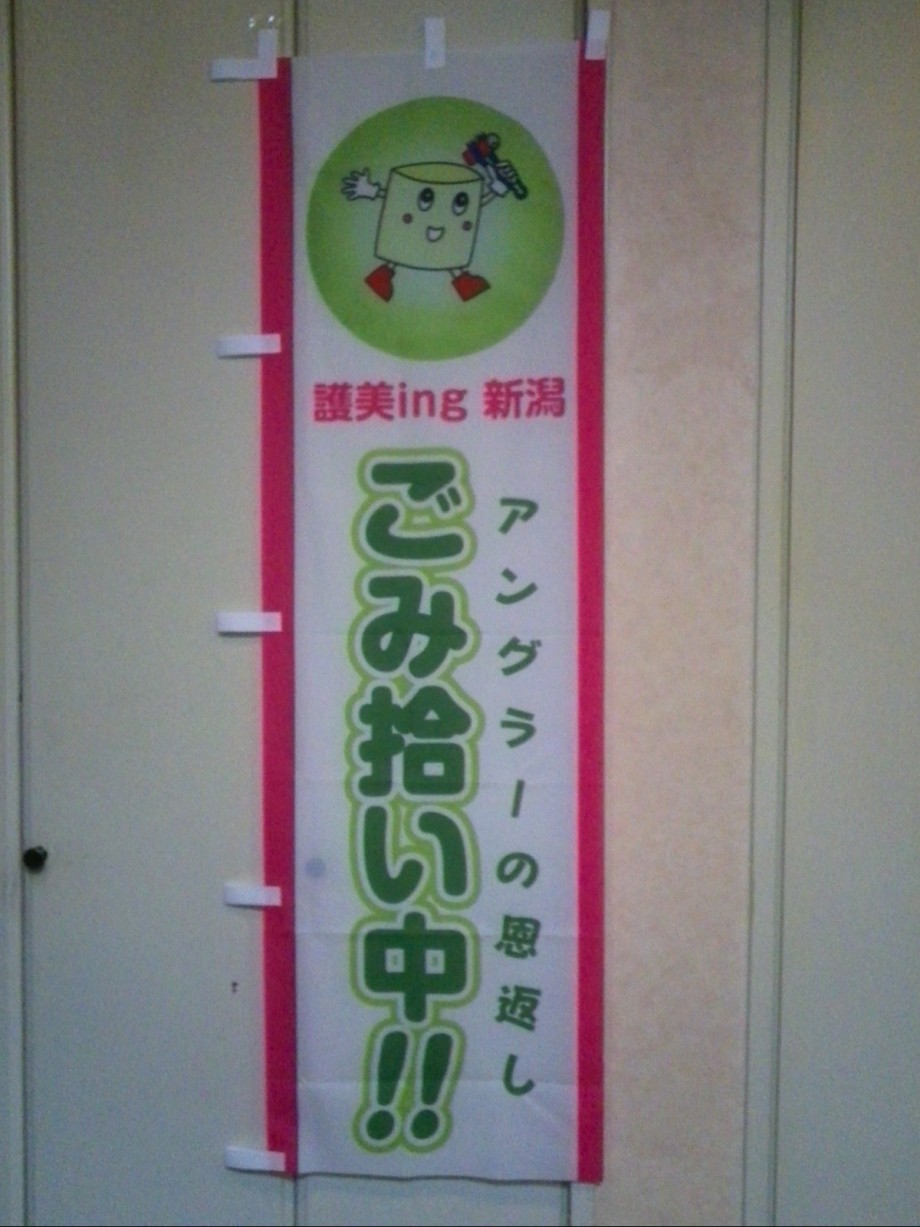 護美ing 新潟
アングラーの恩返し
ごみ拾い中!!